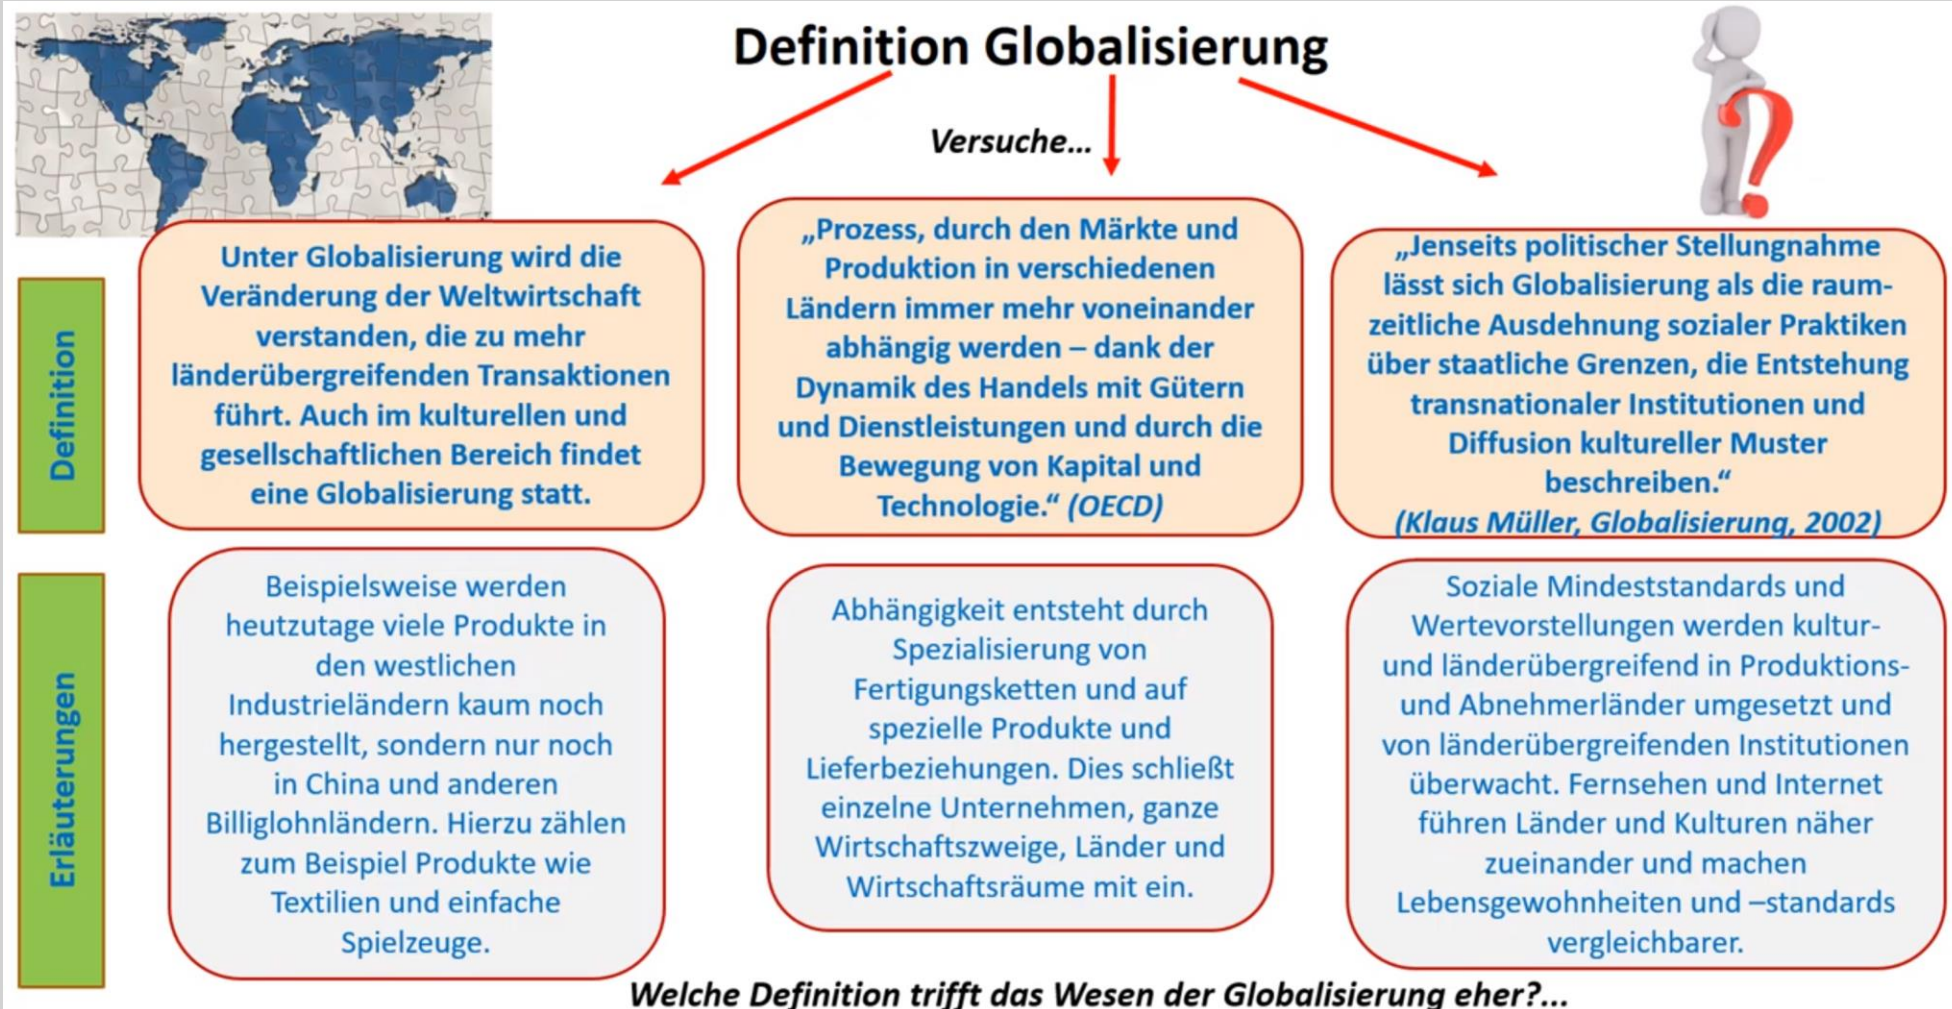 Definition Globalisierung
Versuche...
Definition
Unter Globalisierung wird die
Veränderung der Weltwirtschaft
verstanden, die zu mehr
länderübergreifenden Transaktionen
führt. Auch im kulturellen und
gesellschaftlichen Bereich findet
eine Globalisierung statt.
„Prozess, durch den Märkte und
Produktion in verschiedenen
Ländern immer mehr voneinander
abhängig werden – dank der
Dynamik des Handels mit Gütern
und Dienstleistungen und durch die
Bewegung von Kapital und
Technologie.“ (OECD)
„Jenseits politischer Stellungnahme
lässt sich Globalisierung als die raum-
zeitliche Ausdehnung sozialer Praktiken
über staatliche Grenzen, die Entstehung
transnationaler Institutionen und
Diffusion kultureller Muster
beschreiben.“
(Klaus Müller, Globalisierung, 2002)
Erläuterungen
Beispielsweise werden
heutzutage viele Produkte in
den westlichen
Industrieländern kaum noch
hergestellt, sondern nur noch
in China und anderen
Billiglohnländern. Hierzu zählen
zum Beispiel Produkte wie
Textilien und einfache
Spielzeuge.
Abhängigkeit entsteht durch
Spezialisierung von
Fertigungsketten und auf
spezielle Produkte und
Lieferbeziehungen. Dies schließt
einzelne Unternehmen, ganze
Wirtschaftszweige, Länder und
Wirtschaftsräume mit ein.
Soziale Mindeststandards und
Wertevorstellungen werden kultur-
und länderübergreifend in Produktions-
und Abnehmerländer umgesetzt und
von länderübergreifenden Institutionen
überwacht. Fernsehen und Internet
führen Länder und Kulturen näher
zueinander und machen
Lebensgewohnheiten und –standards
vergleichbarer.
Welche Definition trifft das Wesen der Globalisierung eher?...